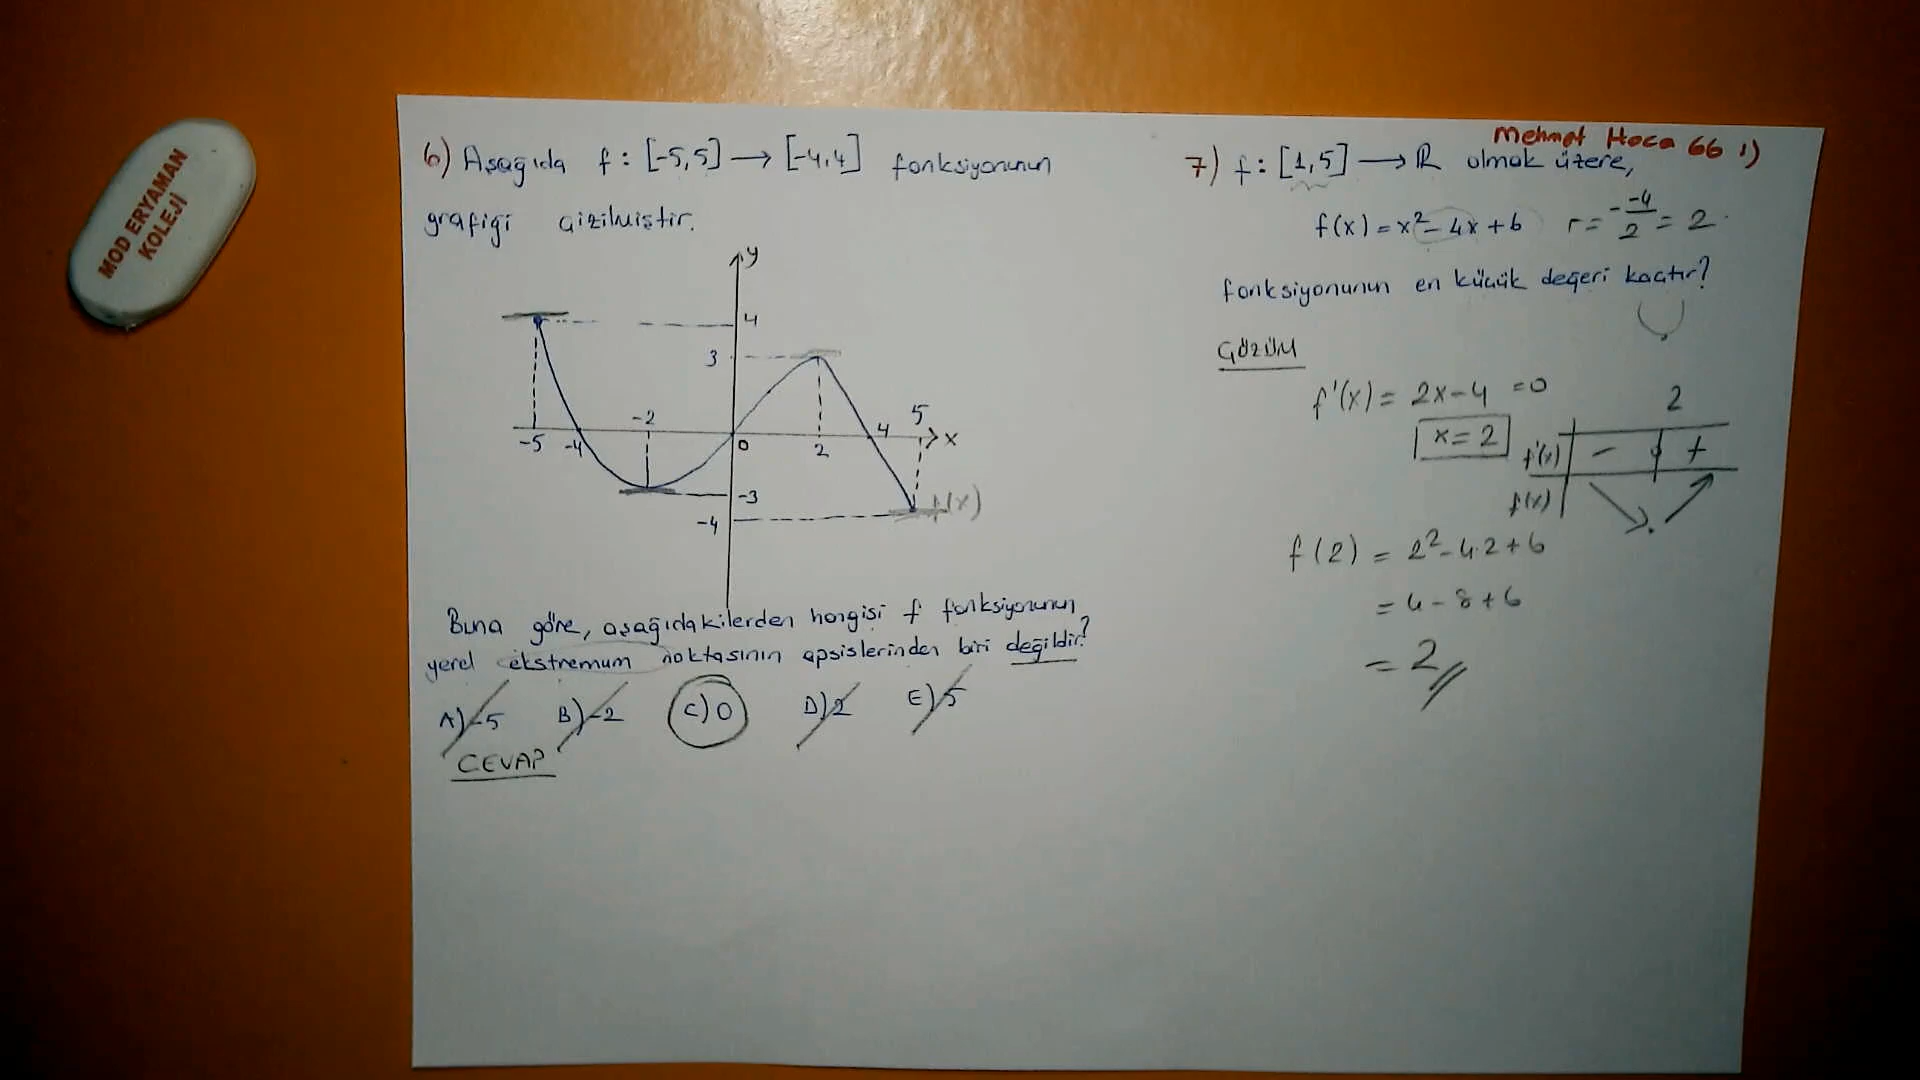 MOD ERYAMAN
KOLEJİ
6) Aşağıda f : [-5,5] → [-4,4] fonksiyonunun
grafiği çizilmiştir.
y
4
3
-2
5
-5 -4 0 2 4 x
-3
-4
f(x)
Buna göre, aşağıdakilerden hangisi f fonksiyonunun
yerel ekstremum noktasının apsislerinden biri değildir?
A) -5 B) -2 C) 0 D) 2 E) 5
CEVAP
Mehmet Hoca 66 :)
7) f : [1,5] → ℝ olmak üzere,
f(x) = x² - 4x + 6 r = - -4/2 = 2
fonksiyonunun en küçük değeri kaçtır?
ÇÖZÜM
f'(x) = 2x - 4 = 0
x = 2
2
f'(x) - 0 +
f(x)
f(2) = 2² - 4.2 + 6
= 4 - 8 + 6
= 2